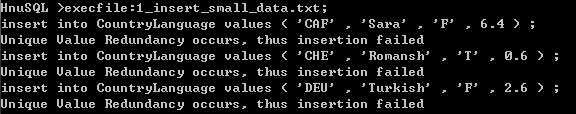 HnuSQL >execfile:1_insert_small_data.txt;
insert into CountryLanguage values ( 'CAF' , 'Sara' , 'F' , 6.4 ) ;
Unique Value Redundancy occurs, thus insertion failed
insert into CountryLanguage values ( 'CHE' , 'Romansh' , 'T' , 0.6 ) ;
Unique Value Redundancy occurs, thus insertion failed
insert into CountryLanguage values ( 'DEU' , 'Turkish' , 'F' , 2.6 ) ;
Unique Value Redundancy occurs, thus insertion failed